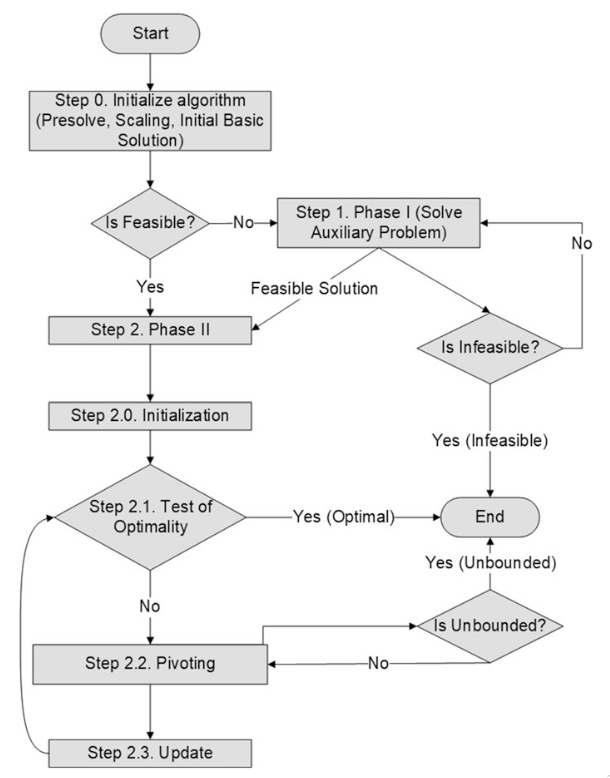 Start
Step 0. Initialize algorithm
(Presolve, Scaling, Initial Basic
Solution)
Is Feasible?
No
Step 1. Phase I (Solve
Auxiliary Problem)
No
Yes
Feasible Solution
Step 2. Phase II
Is Infeasible?
Step 2.0. Initialization
Yes (Infeasible)
Step 2.1. Test of
Optimality
Yes (Optimal)
End
Yes (Unbounded)
No
Is Unbounded?
Step 2.2. Pivoting
No
Step 2.3. Update